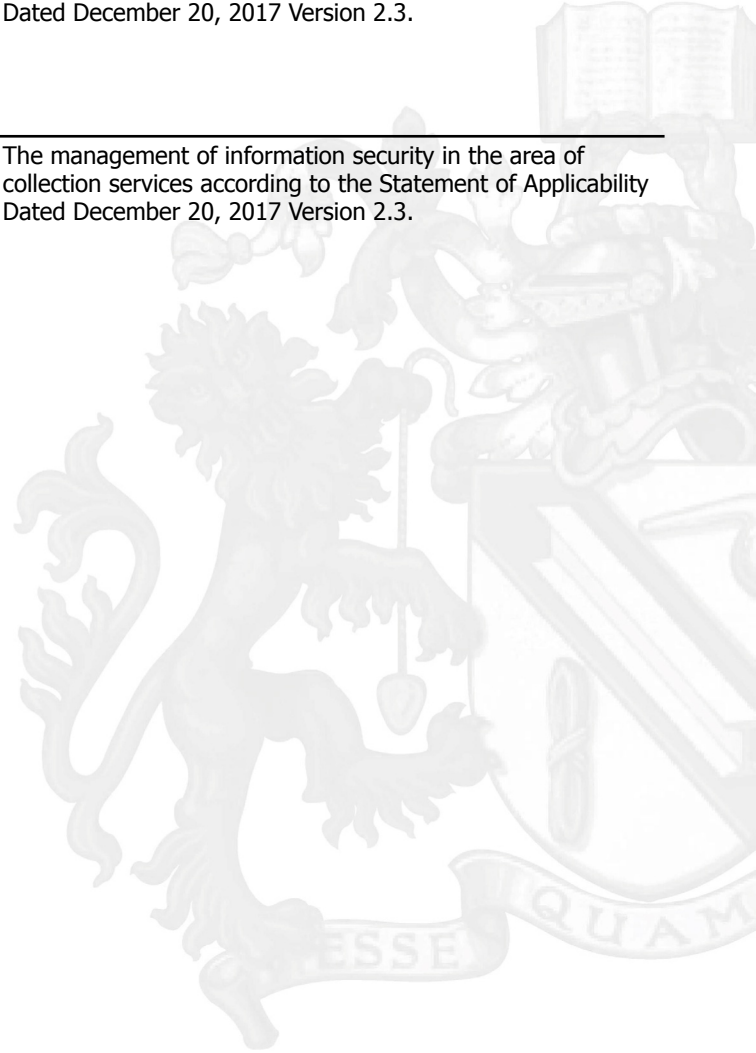 Dated December 20, 2017 Version 2.3.
The management of information security in the area of
collection services according to the Statement of Applicability
Dated December 20, 2017 Version 2.3.
ESSE QUAM